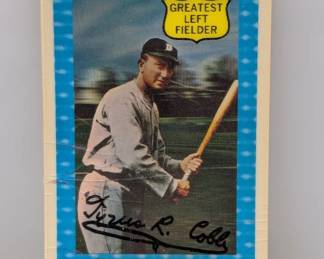 GREATEST
LEFT
FIELDER
Tyrus R. Cobb